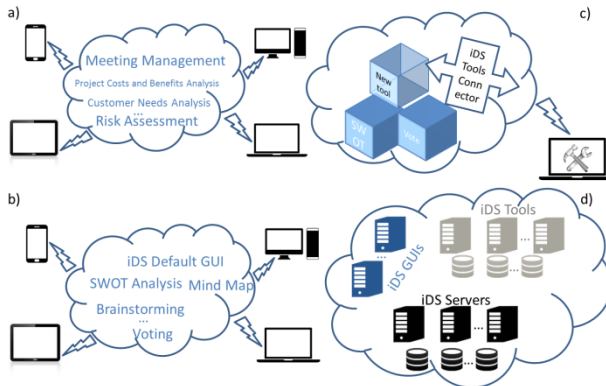 a)
Meeting Management
Project Costs and Benefits Analysis
Customer Needs Analysis
...
Risk Assessment
c)
iDS
Tools
Conn
ector
New
tool
SW
OT
Vote
b)
iDS Default GUI
SWOT Analysis
Mind Map
Brainstorming
...
Voting
d)
iDS Tools
...
...
...
iDS GUIs
iDS Servers
...
...